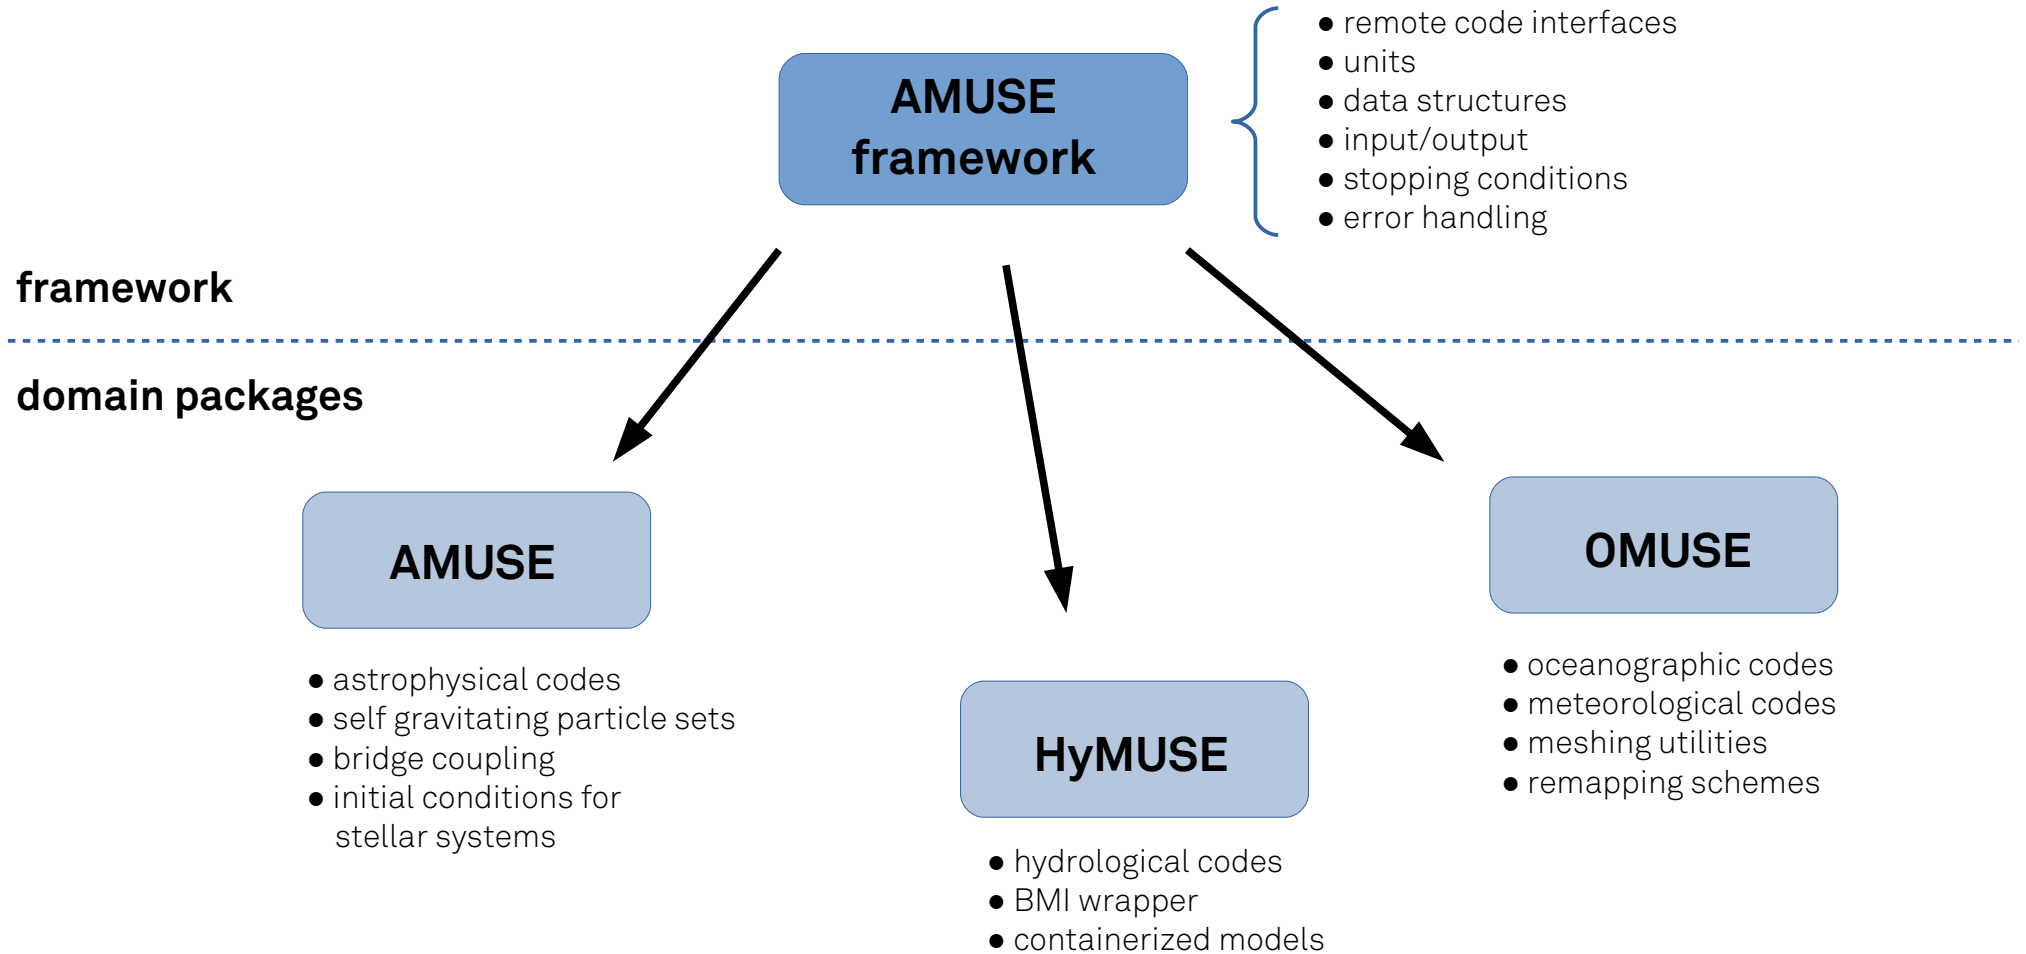 AMUSE
framework
● remote code interfaces
● units
● data structures
● input/output
● stopping conditions
● error handling
framework
domain packages
AMUSE
● astrophysical codes
● self gravitating particle sets
● bridge coupling
● initial conditions for
stellar systems
HyMUSE
● hydrological codes
● BMI wrapper
● containerized models
OMUSE
● oceanographic codes
● meteorological codes
● meshing utilities
● remapping schemes